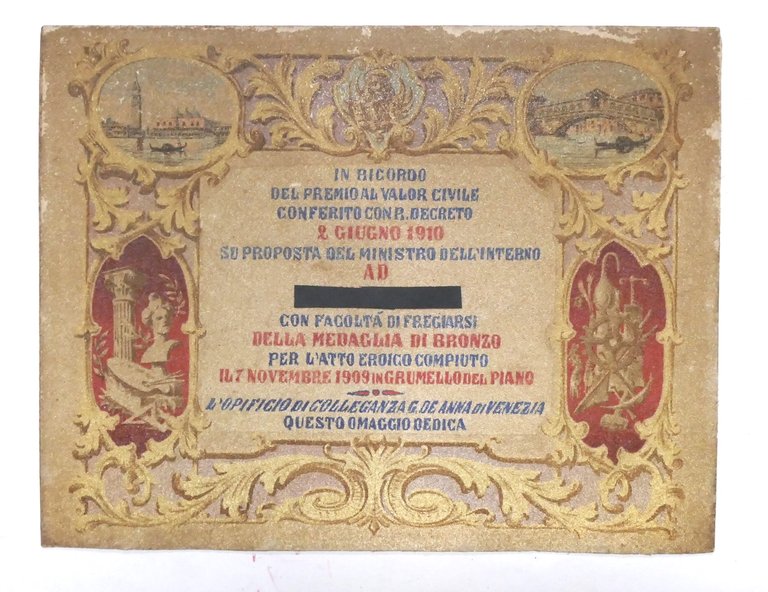 IN RICORDO
DEL PREMIO AL VALOR CIVILE
CONFERITO CON R. DECRETO
2 GIUGNO 1910
SU PROPOSTA DEL MINISTRO DELL'INTERNO
AD
CON FACOLTÁ DI FREGIARSI
DELLA MEDAGLIA DI BRONZO
PER L'ATTO EROICO COMPIUTO
IL 7 NOVEMBRE 1909 IN GRUMELLO DEL PIANO
L'OPIFICIO DI COLLEGANZA G. DE ANNA DI VENEZIA
QUESTO OMAGGIO DEDICA